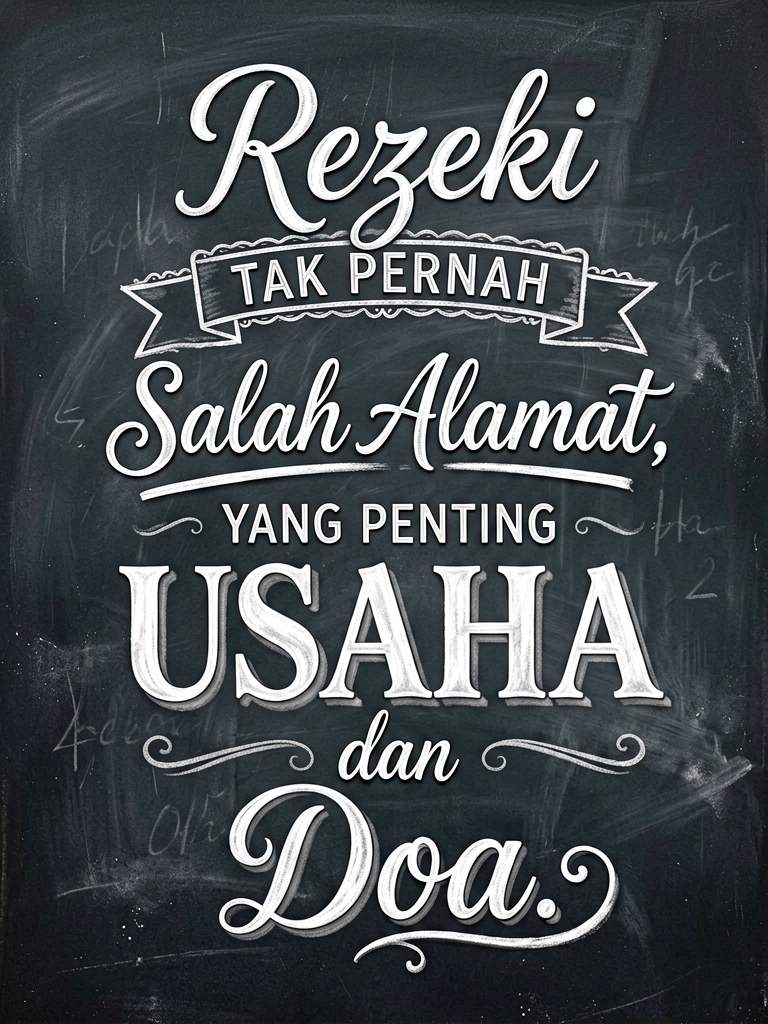 Rezeki
TAK PERNAH
Salah Alamat,
YANG PENTING
USAHA
dan
Doa.